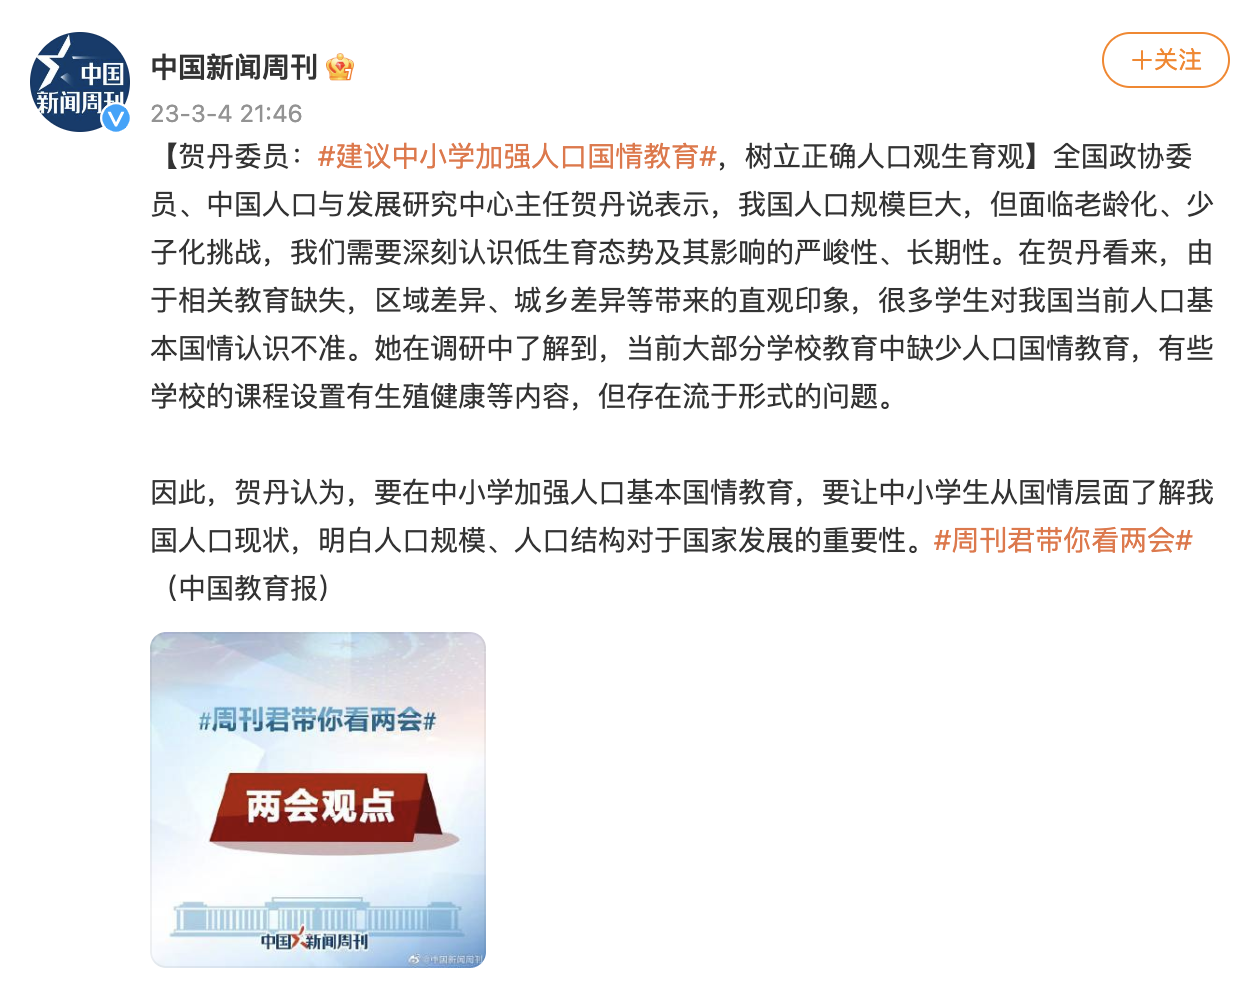 中国
新闻周刊
中国新闻周刊
+关注
23-3-4 21:46
【贺丹委员：#建议中小学加强人口国情教育#，树立正确人口观生育观】全国政协委
员、中国人口与发展研究中心主任贺丹说表示，我国人口规模巨大，但面临老龄化、少
子化挑战，我们需要深刻认识低生育态势及其影响的严峻性、长期性。在贺丹看来，由
于相关教育缺失，区域差异、城乡差异等带来的直观印象，很多学生对我国当前人口基
本国情认识不准。她在调研中了解到，当前大部分学校教育中缺少人口国情教育，有些
学校的课程设置有生殖健康等内容，但存在流于形式的问题。
因此，贺丹认为，要在中小学加强人口基本国情教育，要让中小学生从国情层面了解我
国人口现状，明白人口规模、人口结构对于国家发展的重要性。#周刊君带你看两会#
（中国教育报）
#周刊君带你看两会#
两会观点
中国新闻周刊
@中国新闻周刊